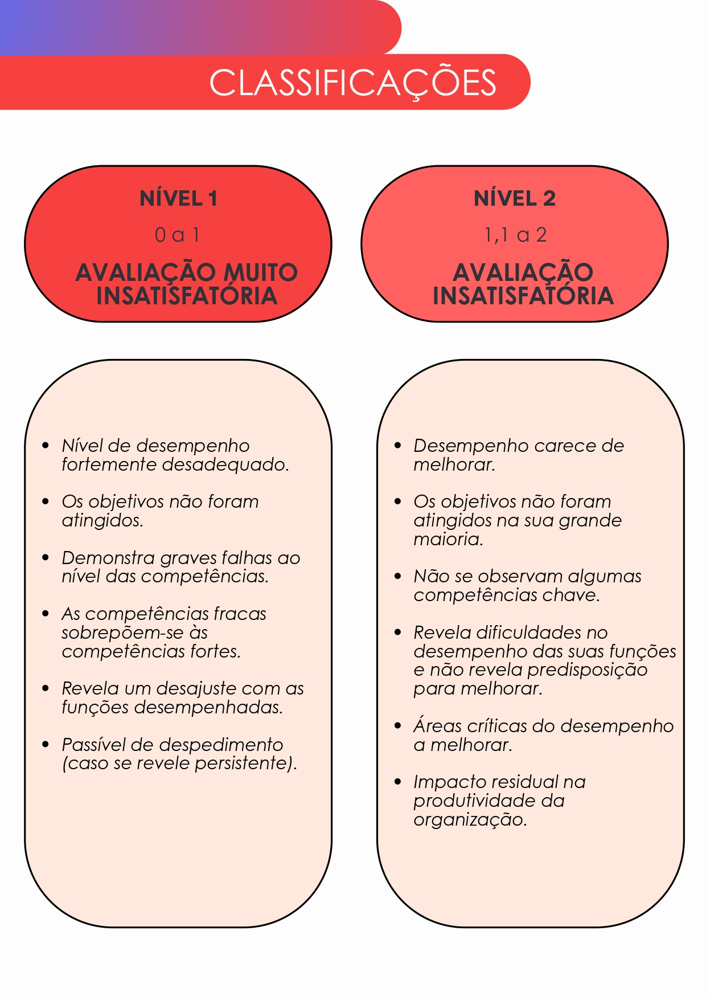 CLASSIFICAÇÕES
NÍVEL 1
0 a 1
AVALIAÇÃO MUITO
INSATISFATÓRIA
NÍVEL 2
1,1 a 2
AVALIAÇÃO
INSATISFATÓRIA
• Nível de desempenho
fortemente desadequado.
• Os objetivos não foram
atingidos.
• Demonstra graves falhas ao
nível das competências.
• As competências fracas
sobrepõem-se às
competências fortes.
• Revela um desajuste com as
funções desempenhadas.
• Passível de despedimento
(caso se revele persistente).
• Desempenho carece de
melhorar.
• Os objetivos não foram
atingidos na sua grande
maioria.
• Não se observam algumas
competências chave.
• Revela dificuldades no
desempenho das suas funções
e não revela predisposição
para melhorar.
• Áreas críticas do desempenho
a melhorar.
• Impacto residual na
produtividade da
organização.